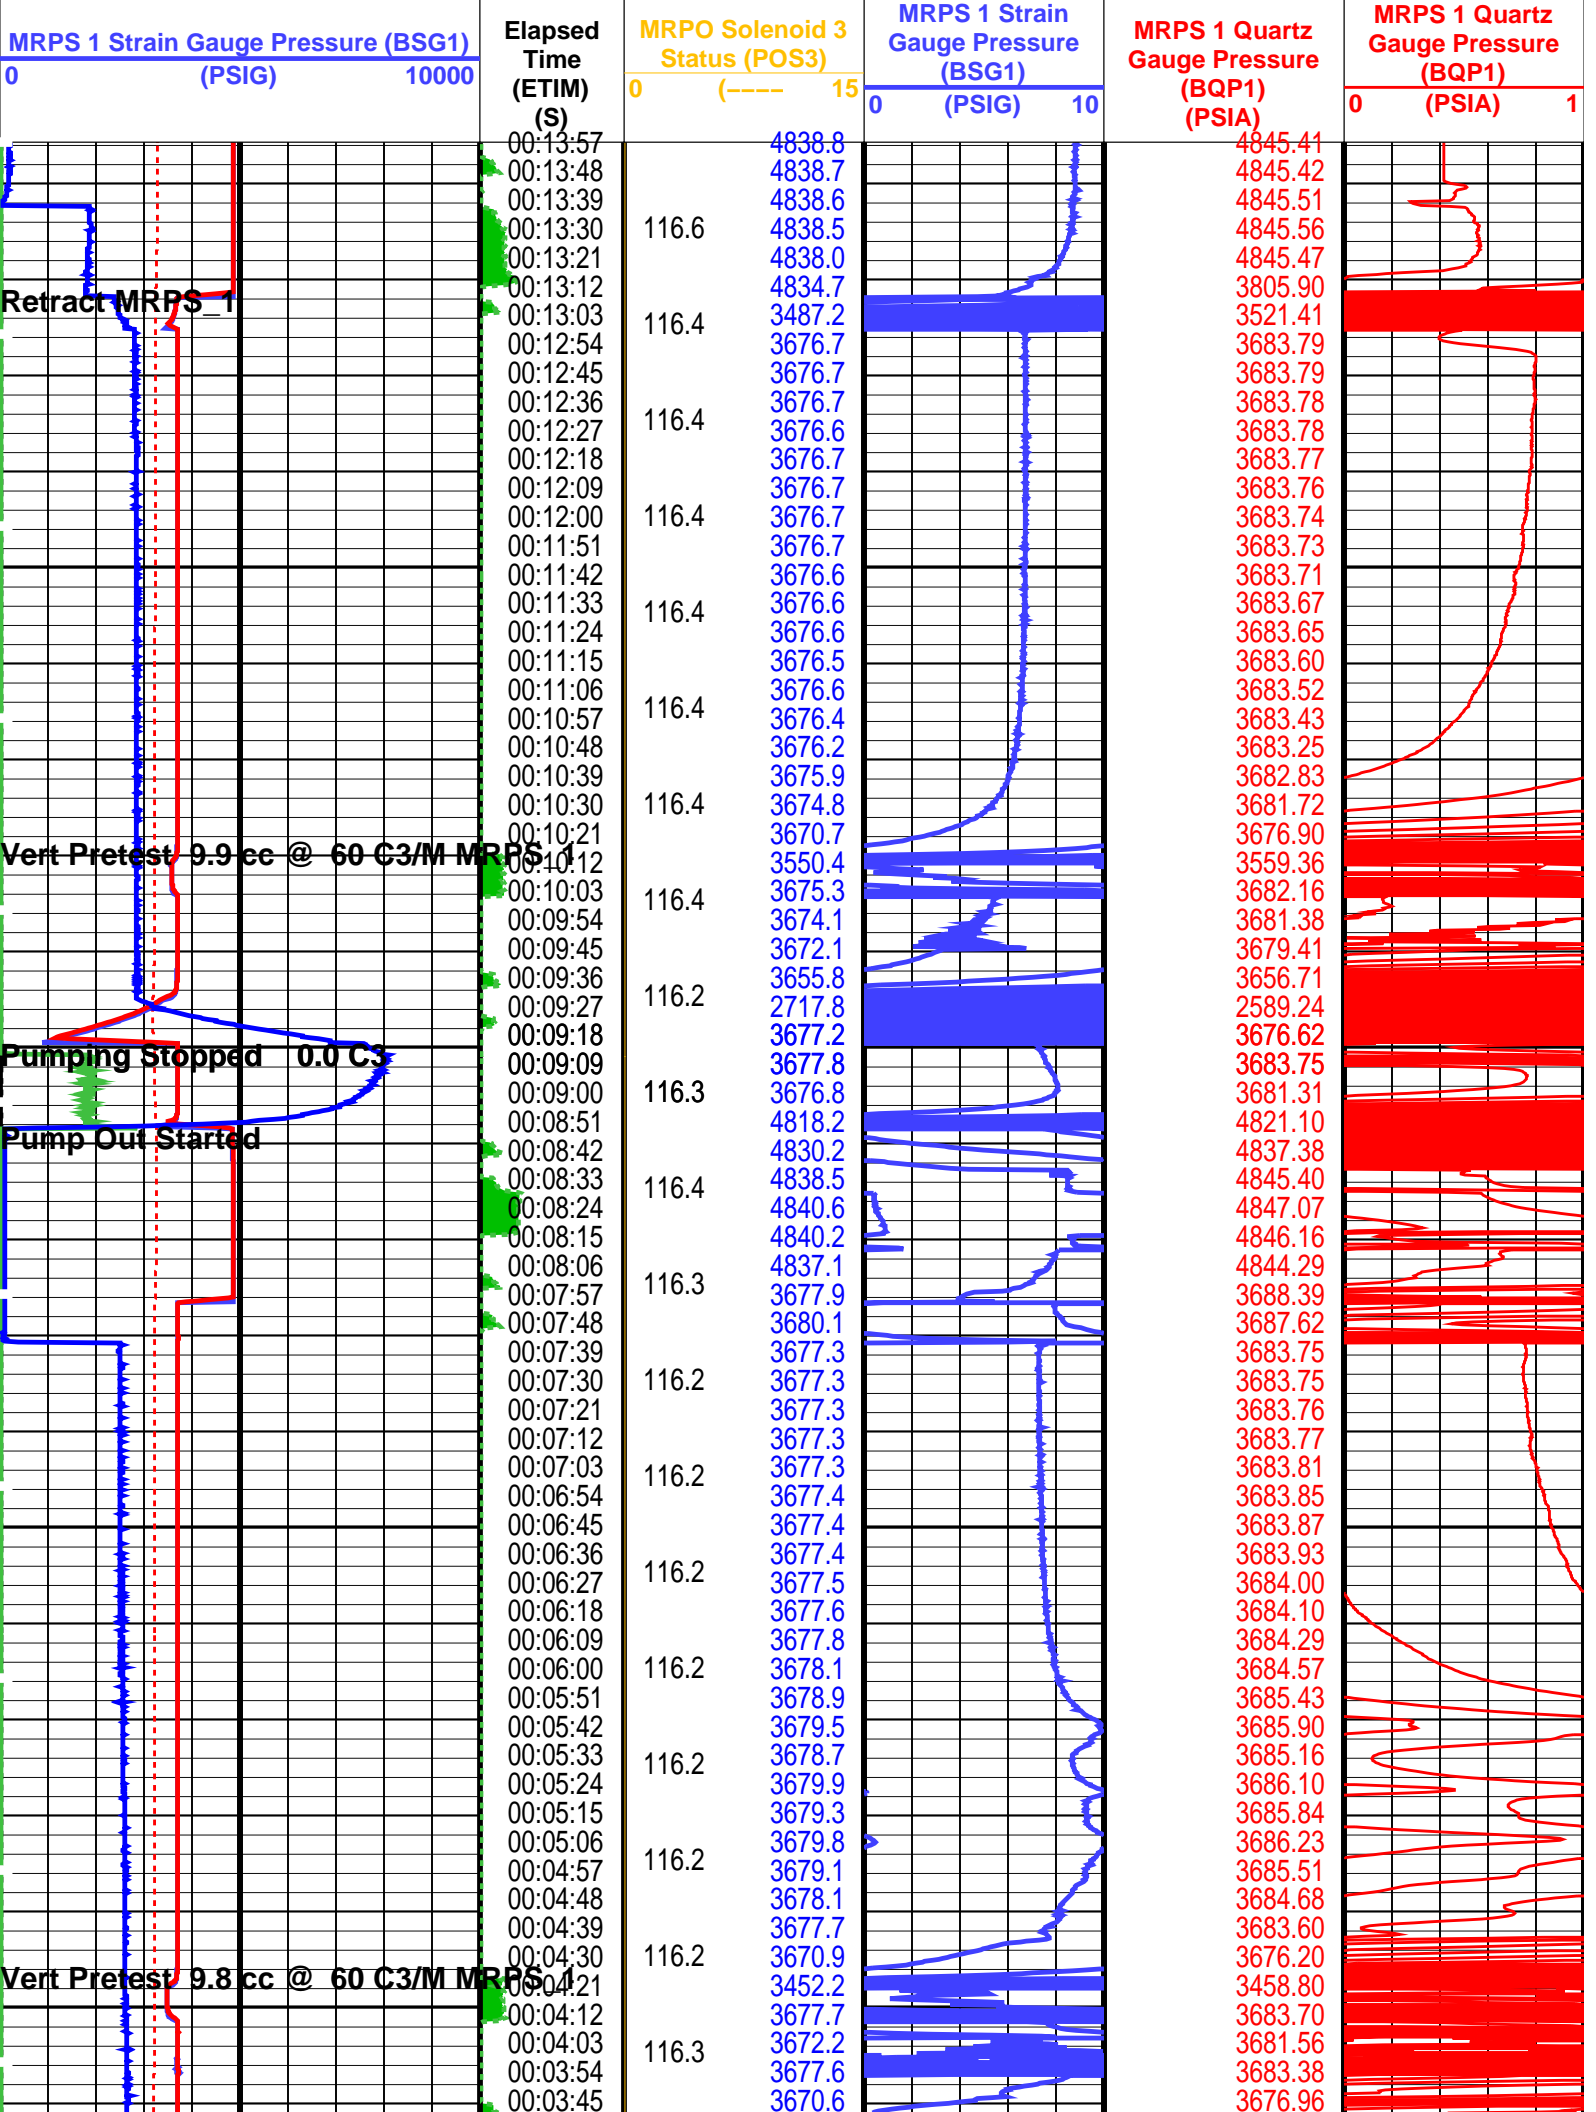 MRPS 1 Strain Gauge Pressure (BSG1)
0 (PSIG) 10000
Elapsed
Time
(ETIM)
(S)
MRPO Solenoid 3
Status (POS3)
0 (---- 15
MRPS 1 Strain
Gauge Pressure
(BSG1)
0 (PSIG) 10
MRPS 1 Quartz
Gauge Pressure
(BQP1)
(PSIA)
MRPS 1 Quartz
Gauge Pressure
(BQP1)
0 (PSIA) 1
00:13:57 4838.8 4845.41
00:13:48 4838.7 4845.42
00:13:39 4838.6 4845.51
00:13:30 116.6 4838.5 4845.56
00:13:21 4838.0 4845.47
00:13:12 4834.7 3805.90
Retract MRPS_1
00:13:03 116.4 3487.2 3521.41
00:12:54 3676.7 3683.79
00:12:45 3676.7 3683.79
00:12:36 3676.7 3683.78
00:12:27 116.4 3676.6 3683.78
00:12:18 3676.7 3683.77
00:12:09 3676.7 3683.76
00:12:00 116.4 3676.7 3683.74
00:11:51 3676.7 3683.73
00:11:42 3676.6 3683.71
00:11:33 116.4 3676.6 3683.67
00:11:24 3676.6 3683.65
00:11:15 3676.5 3683.60
00:11:06 3676.6 3683.52
00:10:57 116.4 3676.4 3683.43
00:10:48 3676.2 3683.25
00:10:39 3675.9 3682.83
00:10:30 116.4 3674.8 3681.72
00:10:21 3670.7 3676.90
Vert Pretest 9.9 cc @ 60 C3/M MRPS_1
00:10:12 3550.4 3559.36
00:10:03 116.4 3675.3 3682.16
00:09:54 3674.1 3681.38
00:09:45 3672.1 3679.41
00:09:36 3655.8 3656.71
00:09:27 116.2 2717.8 2589.24
00:09:18 3677.2 3676.62
Pumping Stopped 0.0 C3
00:09:09 3677.8 3683.75
00:09:00 116.3 3676.8 3681.31
00:08:51 4818.2 4821.10
Pump Out Started
00:08:42 4830.2 4837.38
00:08:33 116.4 4838.5 4845.40
00:08:24 4840.6 4847.07
00:08:15 4840.2 4846.16
00:08:06 4837.1 4844.29
00:07:57 116.3 3677.9 3688.39
00:07:48 3680.1 3687.62
00:07:39 3677.3 3683.75
00:07:30 116.2 3677.3 3683.75
00:07:21 3677.3 3683.76
00:07:12 3677.3 3683.77
00:07:03 116.2 3677.3 3683.81
00:06:54 3677.4 3683.85
00:06:45 3677.4 3683.87
00:06:36 3677.4 3683.93
00:06:27 116.2 3677.5 3684.00
00:06:18 3677.6 3684.10
00:06:09 3677.8 3684.29
00:06:00 116.2 3678.1 3684.57
00:05:51 3678.9 3685.43
00:05:42 3679.5 3685.90
00:05:33 116.2 3678.7 3685.16
00:05:24 3679.9 3686.10
00:05:15 3679.3 3685.84
00:05:06 3679.8 3686.23
00:04:57 116.2 3679.1 3685.51
00:04:48 3678.1 3684.68
00:04:39 3677.7 3683.60
00:04:30 116.2 3670.9 3676.20
Vert Pretest 9.8 cc @ 60 C3/M MRPS_1
00:04:21 3452.2 3458.80
00:04:12 3677.7 3683.70
00:04:03 116.3 3672.2 3681.56
00:03:54 3677.6 3683.38
00:03:45 3670.6 3676.96